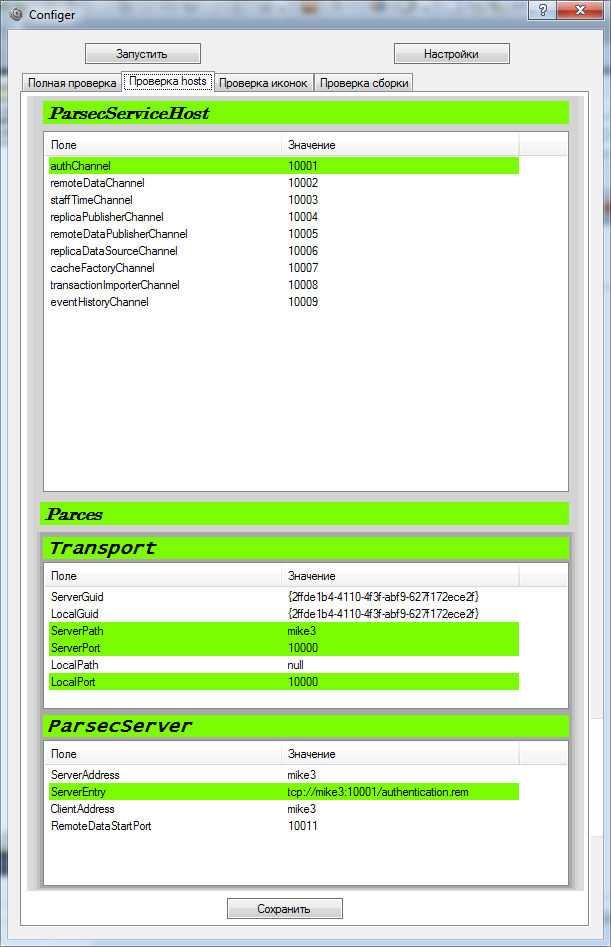 Configer
?
Запустить Настройки
Полная проверка Проверка hosts Проверка иконок Проверка сборки
ParsecServiceHost
Поле Значение
authChannel 10001
remoteDataChannel 10002
staffTimeChannel 10003
replicaPublisherChannel 10004
remoteDataPublisherChannel 10005
replicaDataSourceChannel 10006
cacheFactoryChannel 10007
transactionImporterChannel 10008
eventHistoryChannel 10009
Parces
Transport
Поле Значение
ServerGuid {2ffde1b4-4110-4f3f-abf9-627f172ece2f}
LocalGuid {2ffde1b4-4110-4f3f-abf9-627f172ece2f}
ServerPath mike3
ServerPort 10000
LocalPath null
LocalPort 10000
ParsecServer
Поле Значение
ServerAddress mike3
ServerEntry tcp://mike3:10001/authentication.rem
ClientAddress mike3
RemoteDataStartPort 10011
Сохранить